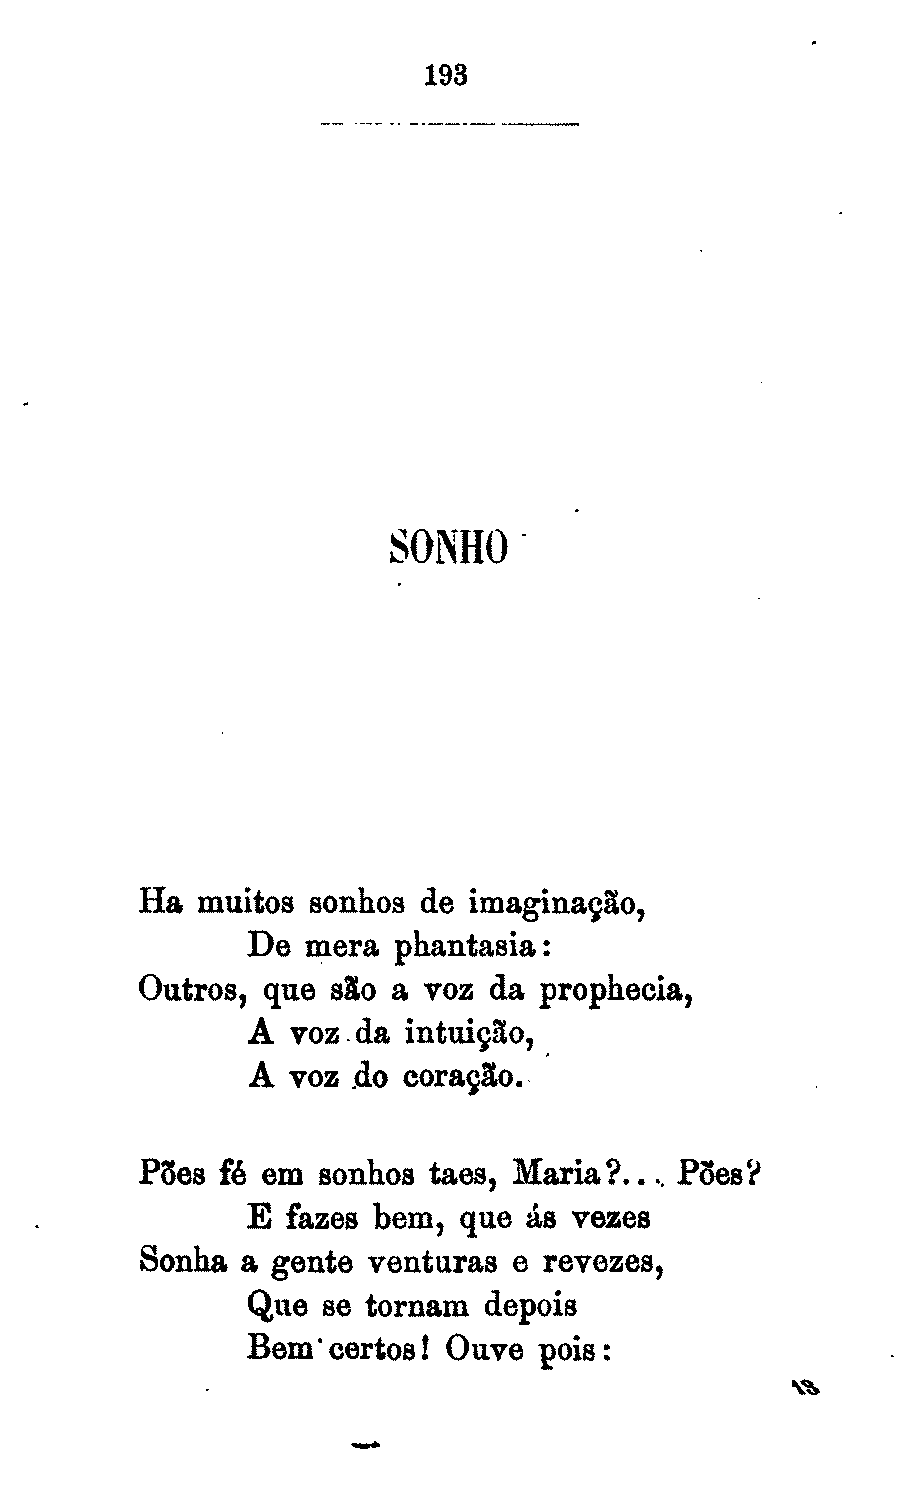 193
SONHO
Ha muitos sonhos de imaginação,
De mera phantasia:
Outros, que são a voz da prophecia,
A voz da intuição,
A voz do coração.
Pões fé em sonhos taes, Maria?... Pões?
E fazes bem, que ás vezes
Sonha a gente venturas e revezes,
Que se tornam depois
Bem certos! Ouve pois:
13